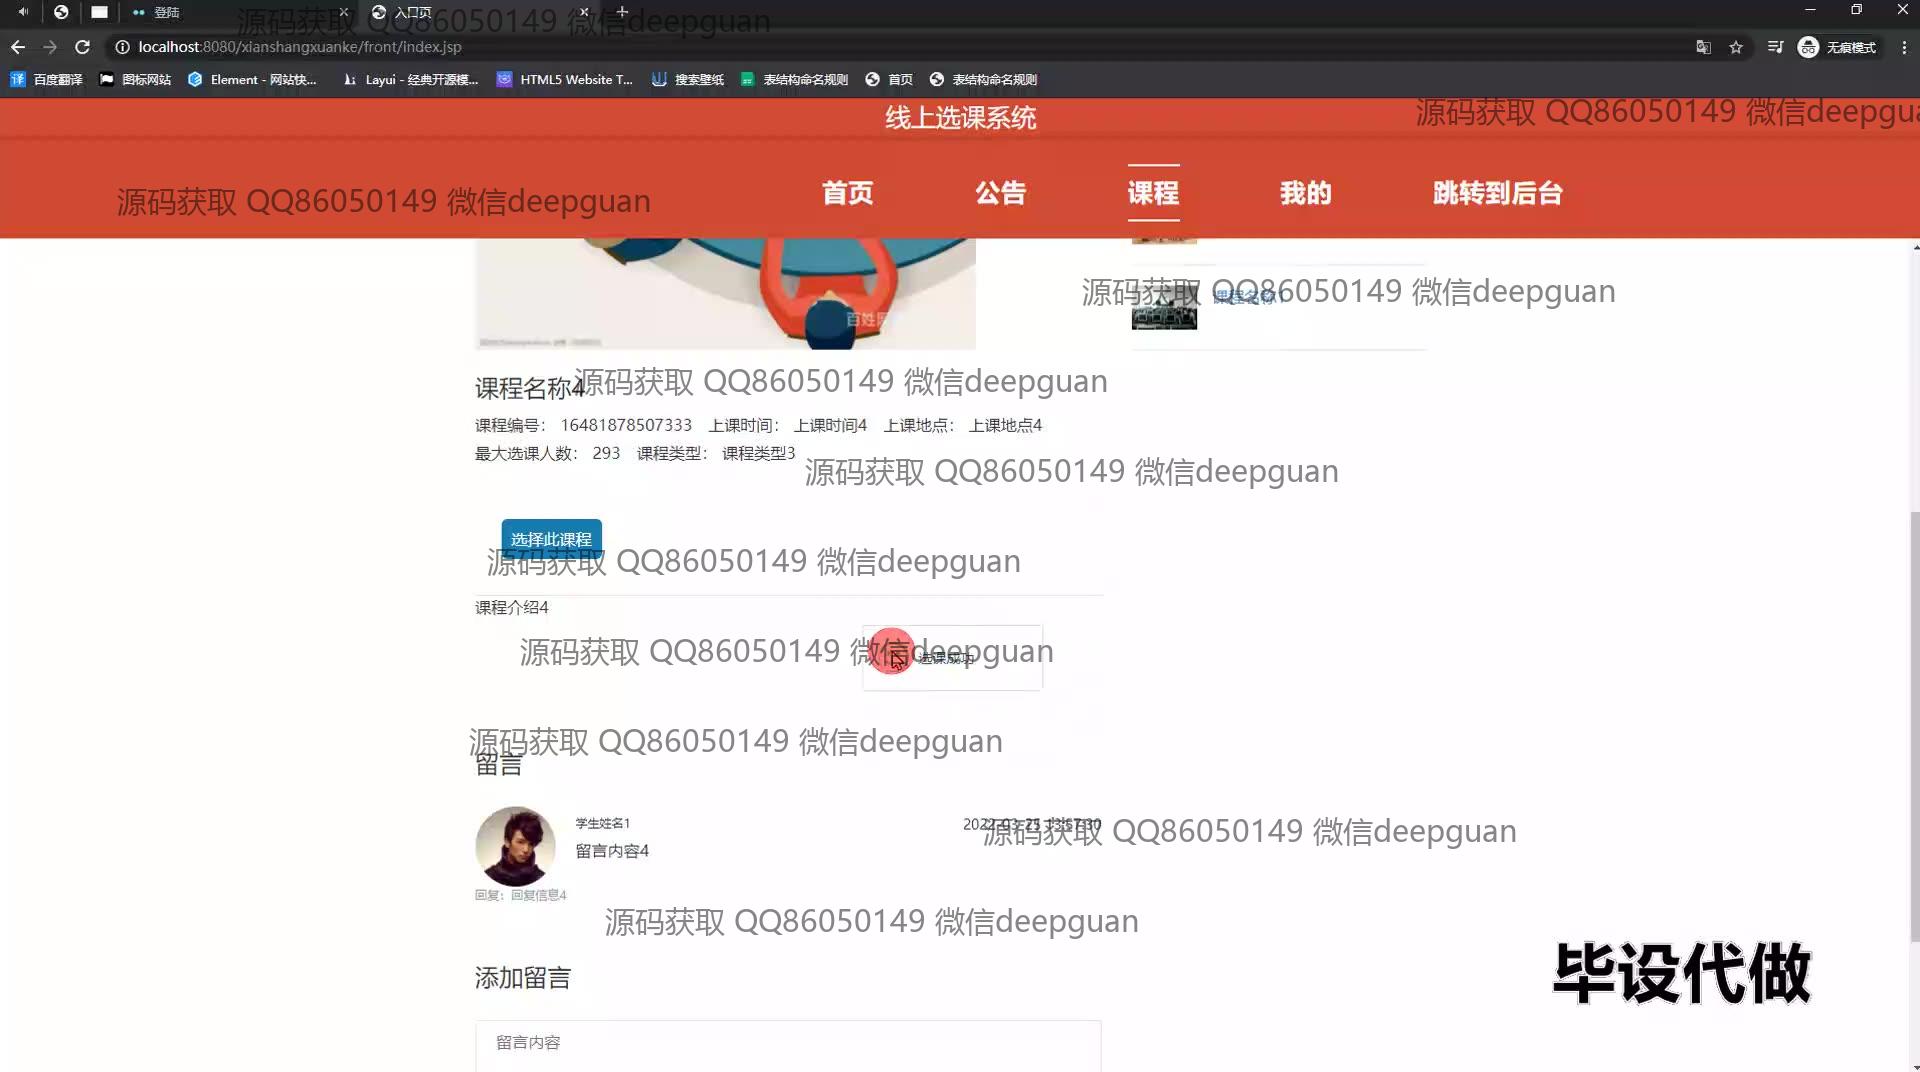 登陆
入口页
源码获取 QQ86050149 微信deepguan
localhost:8080/xianshangxuanke/front/index.jsp
无痕模式
百度翻译
图标网站
Element - 网站快...
Layui - 经典开源模...
HTML5 Website T...
搜索壁纸
表结构命名规则
首页
表结构命名规则
线上选课系统
源码获取 QQ86050149 微信deepgua
首页
公告
课程
我的
跳转到后台
源码获取 QQ86050149 微信deepguan
源码获取 QQ86050149 微信deepguan
课程名称1
课程名称4
源码获取 QQ86050149 微信deepguan
课程编号: 16481878507333 上课时间: 上课时间4 上课地点: 上课地点4
最大选课人数: 293 课程类型: 课程类型3
源码获取 QQ86050149 微信deepguan
选择此课程
源码获取 QQ86050149 微信deepguan
课程介绍4
源码获取 QQ86050149 微信deepguan
选课成功
源码获取 QQ86050149 微信deepguan
留言
学生姓名1
留言内容4
源码获取 QQ86050149 微信deepguan
回复: 回复信息4
源码获取 QQ86050149 微信deepguan
添加留言
毕设代做
留言内容